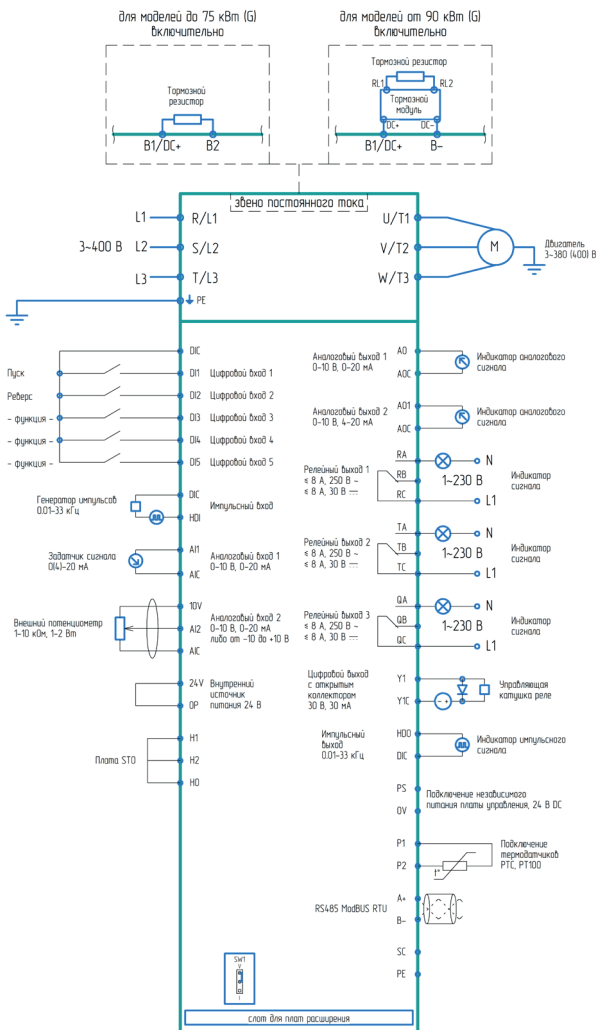 для моделей до 75 кВт (G)
включительно
для моделей от 90 кВт (G)
включительно
Тормозной
резистор
B1/DC+
B2
Тормозной резистор
RL1
RL2
Тормозной
модуль
DC+
DC-
B1/DC+
B-
звено постоянного тока
L1
R/L1
3~400 В
L2
S/L2
L3
T/L3
PE
U/T1
V/T2
W/T3
M
Двигатель
3~380 (400) В
DIC
Пуск
DI1
Цифровой вход 1
Реверс
DI2
Цифровой вход 2
- функция -
DI3
Цифровой вход 3
- функция -
DI4
Цифровой вход 4
- функция -
DI5
Цифровой вход 5
Генератор импульсов
0.01-33 кГц
DIC
HDI
Импульсный вход
Задатчик сигнала
0(4)-20 мА
AI1
AIC
Аналоговый вход 1
0-10 В, 0-20 мА
Внешний потенциометр
1-10 кОм, 1-2 Вт
10V
AI2
AIC
Аналоговый вход 2
0-10 В, 0-20 мА
либо от -10 до +10 В
24V
OP
Внутренний
источник
питания 24 В
Плата STO
H1
H2
H0
Аналоговый выход 1
0-10 В, 0-20 мА
AO
AOC
Индикатор аналогового
сигнала
Аналоговый выход 2
0-10 В, 4-20 мА
AO1
AOC
Индикатор аналогового
сигнала
Релейный выход 1
≤ 8 А, 250 В ~
≤ 8 А, 30 В ⎓
RA
RB
RC
N
1~230 В
L1
Индикатор
сигнала
Релейный выход 2
≤ 8 А, 250 В ~
≤ 8 А, 30 В ⎓
TA
TB
TC
N
1~230 В
L1
Индикатор
сигнала
Релейный выход 3
≤ 8 А, 250 В ~
≤ 8 А, 30 В ⎓
QA
QB
QC
N
1~230 В
L1
Индикатор
сигнала
Цифровой выход
с открытым
коллектором
30 В, 30 мА
Y1
Y1C
- +
Управляющая
катушка реле
Импульсный
выход
0.01-33 кГц
HDO
DIC
Индикатор импульсного
сигнала
PS
0V
Подключение независимого
питания платы управления, 24 В DC
P1
P2
t°
Подключение
термодатчиков
PTC, PT100
RS485 ModBUS RTU
A+
B-
SC
PE
SW1
V
I
слот для плат расширения